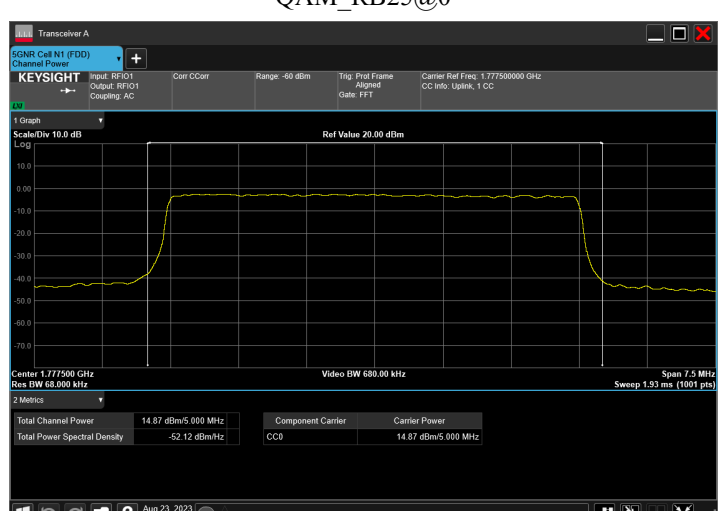 QAM_RB25@0
Transceiver A
5GNR Cell N1 (FDD)
Channel Power
KEYSIGHT
Input: RFIO1
Output: RFIO1
Coupling: AC
Corr CCorr
Range: -60 dBm
Trig: Prot Frame
Aligned
Gate: FFT
Carrier Ref Freq: 1.777500000 GHz
CC Info: Uplink, 1 CC
LXI
1 Graph
Scale/Div 10.0 dB
Ref Value 20.00 dBm
Log
10.0
0.00
-10.0
-20.0
-30.0
-40.0
-50.0
-60.0
-70.0
Center 1.777500 GHz
Video BW 680.00 kHz
Span 7.5 MHz
Res BW 68.000 kHz
Sweep 1.93 ms (1001 pts)
2 Metrics
Total Channel Power 14.87 dBm/5.000 MHz
Total Power Spectral Density -52.12 dBm/Hz
Component Carrier Carrier Power
CC0 14.87 dBm/5.000 MHz
Aug 23, 2023